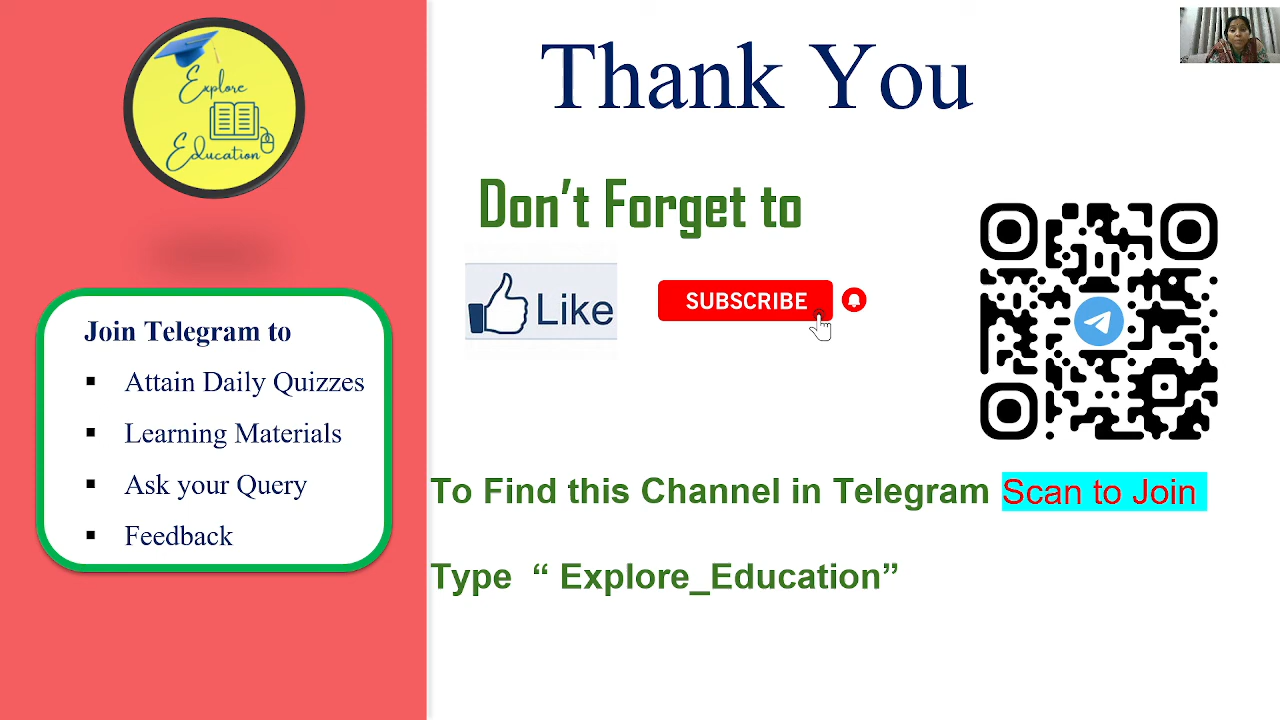 Explore
Education
Join Telegram to
▪ Attain Daily Quizzes
▪ Learning Materials
▪ Ask your Query
▪ Feedback
Thank You
Don't Forget to
Like
SUBSCRIBE
To Find this Channel in Telegram Scan to Join
Type “ Explore_Education”